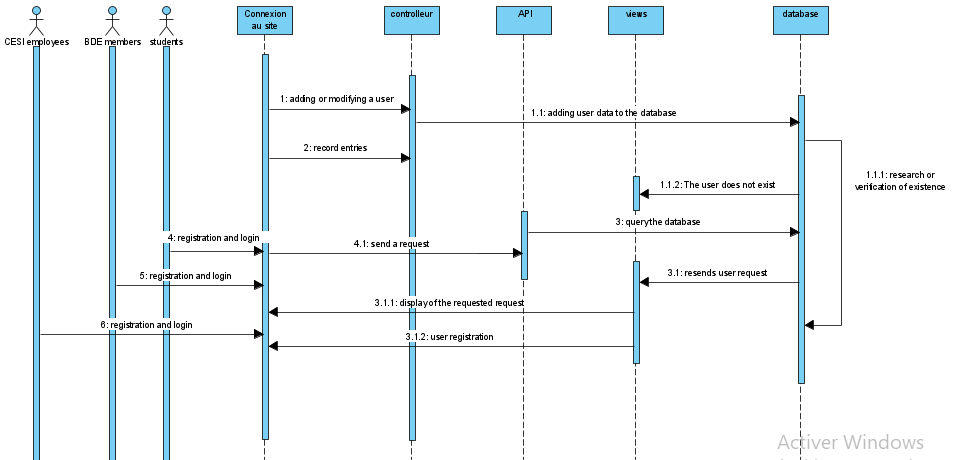 CESI employees
BDE members
students
Connexion
au site
controlleur
API
views
database
1: adding or modifying a user
1.1: adding user data to the database
2: record entries
1.1.1: research or
verification of existence
1.1.2: The user does not exist
3: query the database
4: registration and login
4.1: send a request
5: registration and login
3.1: resends user request
3.1.1: display of the requested request
6: registration and login
3.1.2: user registration
Activer Windows